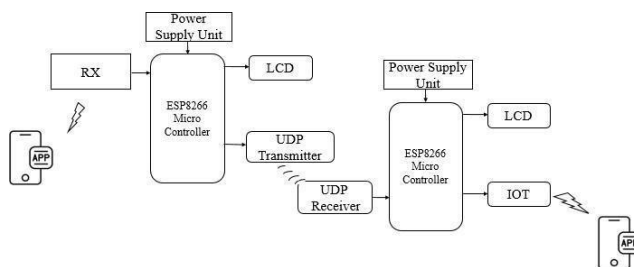 Power
Supply Unit
RX
LCD
ESP8266
Micro
Controller
UDP
Transmitter
APP
Power Supply
Unit
LCD
ESP8266
Micro
Controller
UDP
Receiver
IOT
APP